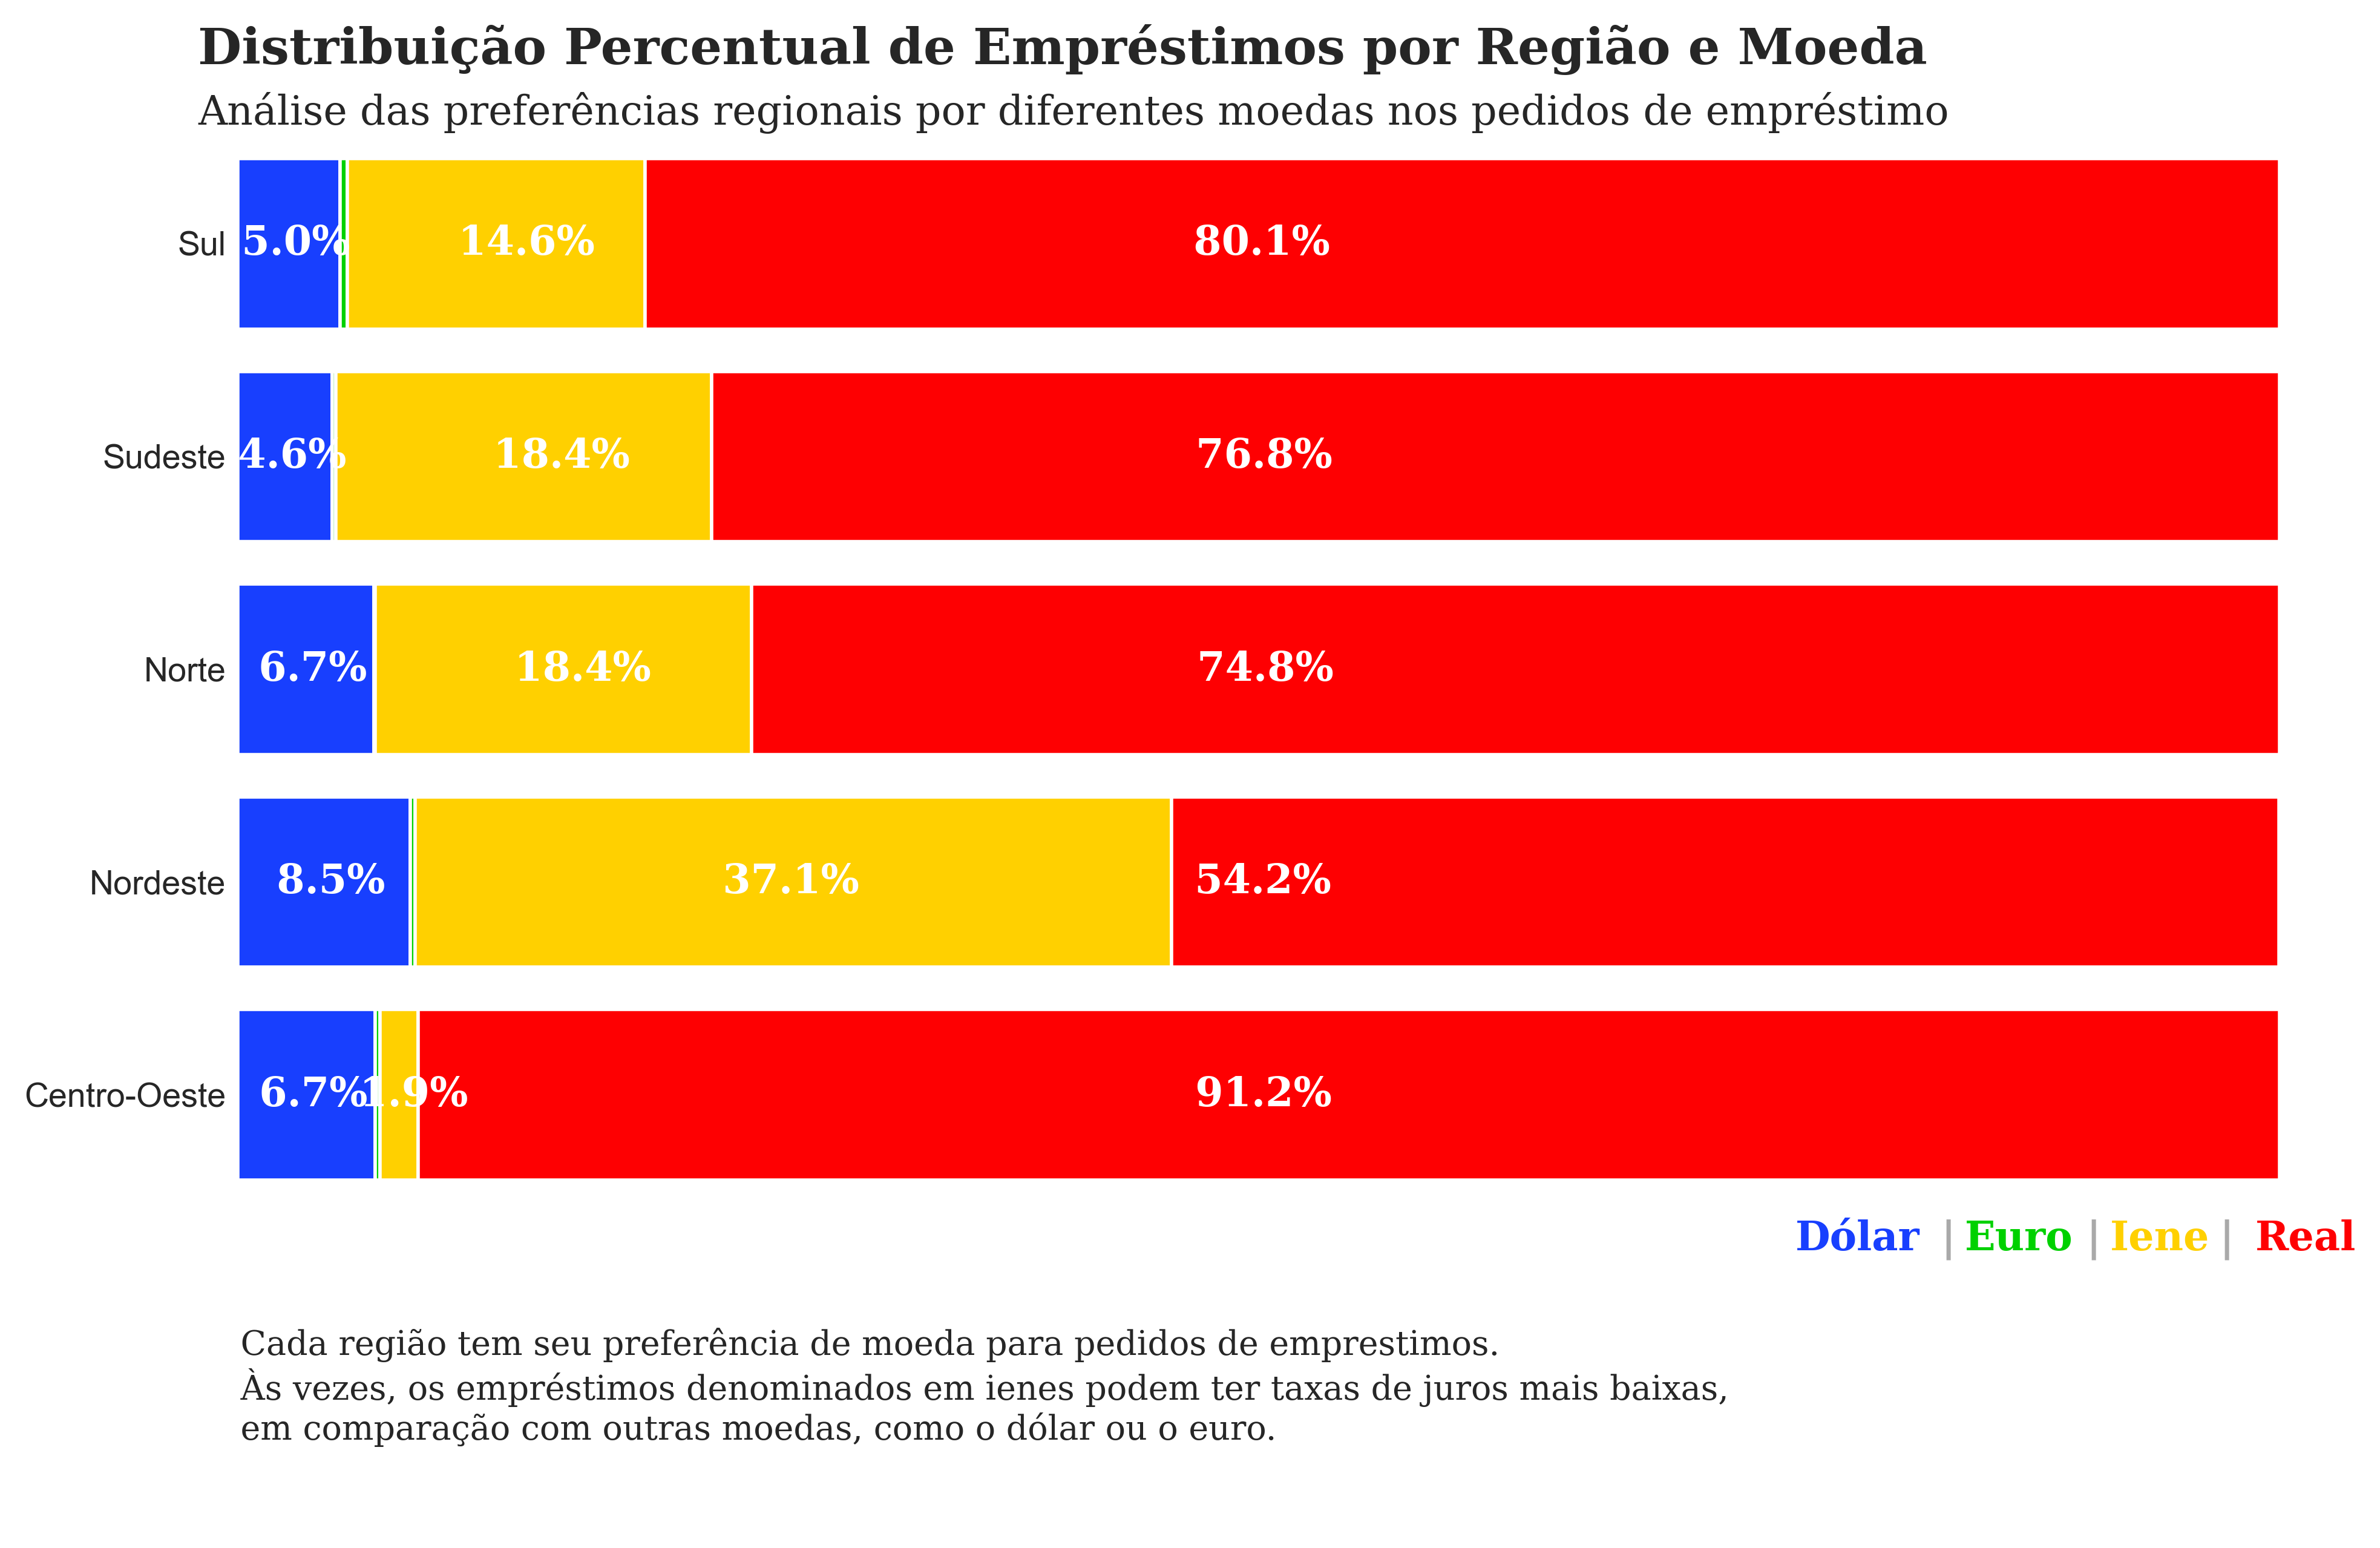 Distribuição Percentual de Empréstimos por Região e Moeda
Análise das preferências regionais por diferentes moedas nos pedidos de empréstimo
Sul 5.0% 14.6% 80.1%
Sudeste 4.6% 18.4% 76.8%
Norte 6.7% 18.4% 74.8%
Nordeste 8.5% 37.1% 54.2%
Centro-Oeste 6.7% 1.9% 91.2%
Dólar | Euro | Iene | Real
Cada região tem seu preferência de moeda para pedidos de emprestimos.
Às vezes, os empréstimos denominados em ienes podem ter taxas de juros mais baixas,
em comparação com outras moedas, como o dólar ou o euro.